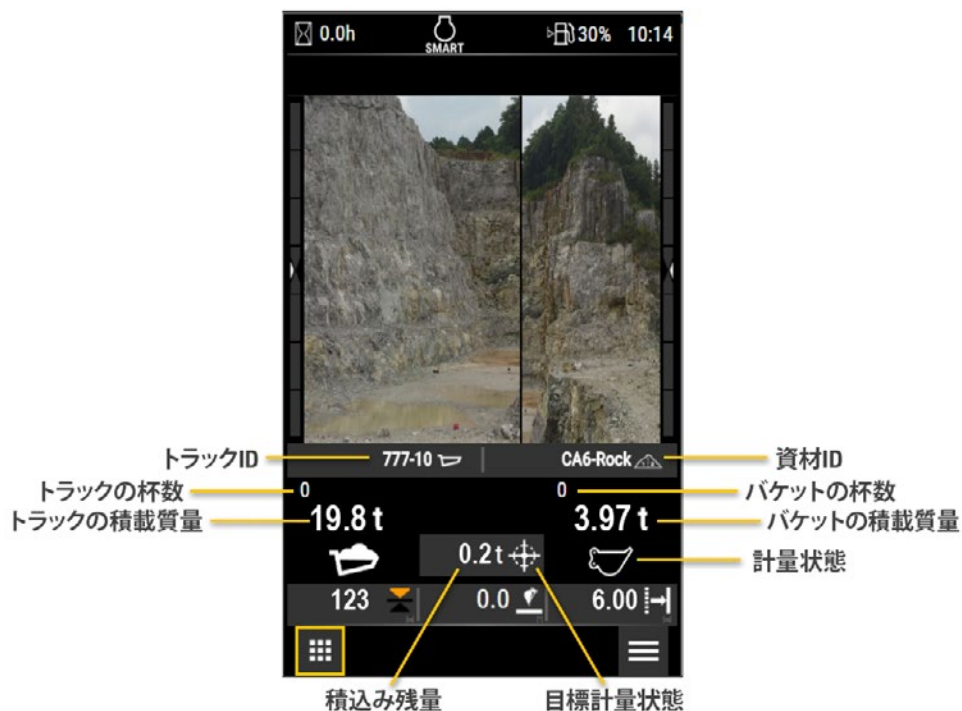 0.0h SMART 30% 10:14
トラックID 777-10 CA6-Rock 資材ID
トラックの杯数 0 0 バケットの杯数
トラックの積載質量 19.8 t 3.97 t バケットの積載質量
0.2 t 計量状態
123 0.0 6.00
積込み残量 目標計量状態